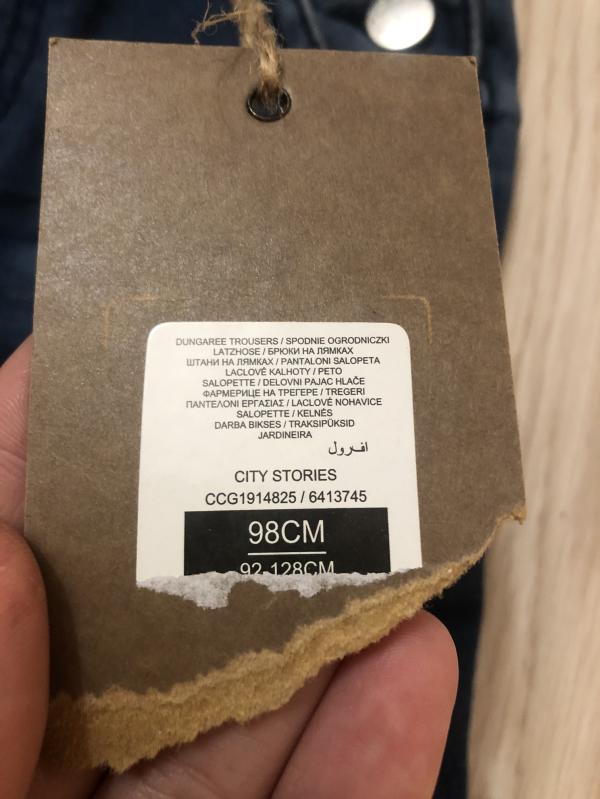 DUNGAREE TROUSERS / SPODNIE OGRODNICZKI
LATZHOSE / БРЮКИ НА ЛЯМКАХ
ШТАНИ НА ЛЯМКАХ / PANTALONI SALOPETA
LACLOVÉ KALHOTY / PETO
SALOPETTE / DELOVNI PAJAC HLAČE
ФАРМЕРИЦЕ НА ТРЕГЕРЕ / TREGERI
ΠΑΝΤΕΛΟΝΙ ΕΡΓΑΣΙΑΣ / LACLOVÉ NOHAVICE
SALOPETTE / KELNĖS
DARBA BIKSES / TRAKSIPÜKSID
JARDINEIRA
افرول
CITY STORIES
CCG1914825 / 6413745
98CM
92-128CM